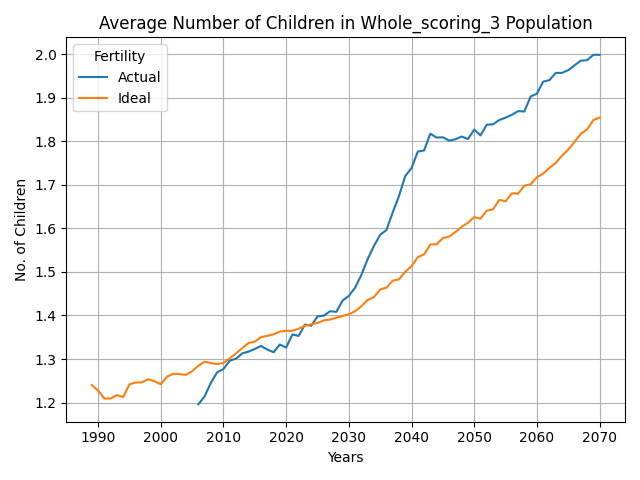 Average Number of Children in Whole_scoring_3 Population
Fertility
Actual
Ideal
No. of Children
2.0
1.9
1.8
1.7
1.6
1.5
1.4
1.3
1.2
1990 2000 2010 2020 2030 2040 2050 2060 2070
Years